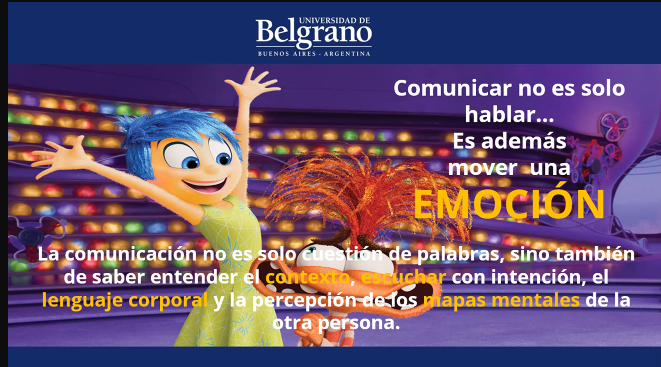 UNIVERSIDAD DE
Belgrano
BUENOS AIRES - ARGENTINA
Comunicar no es solo
hablar...
Es además
mover una
EMOCIÓN
La comunicación no es solo cuestión de palabras, sino también
de saber entender el contexto, escuchar con intención, el
lenguaje corporal y la percepción de los mapas mentales de la
otra persona.